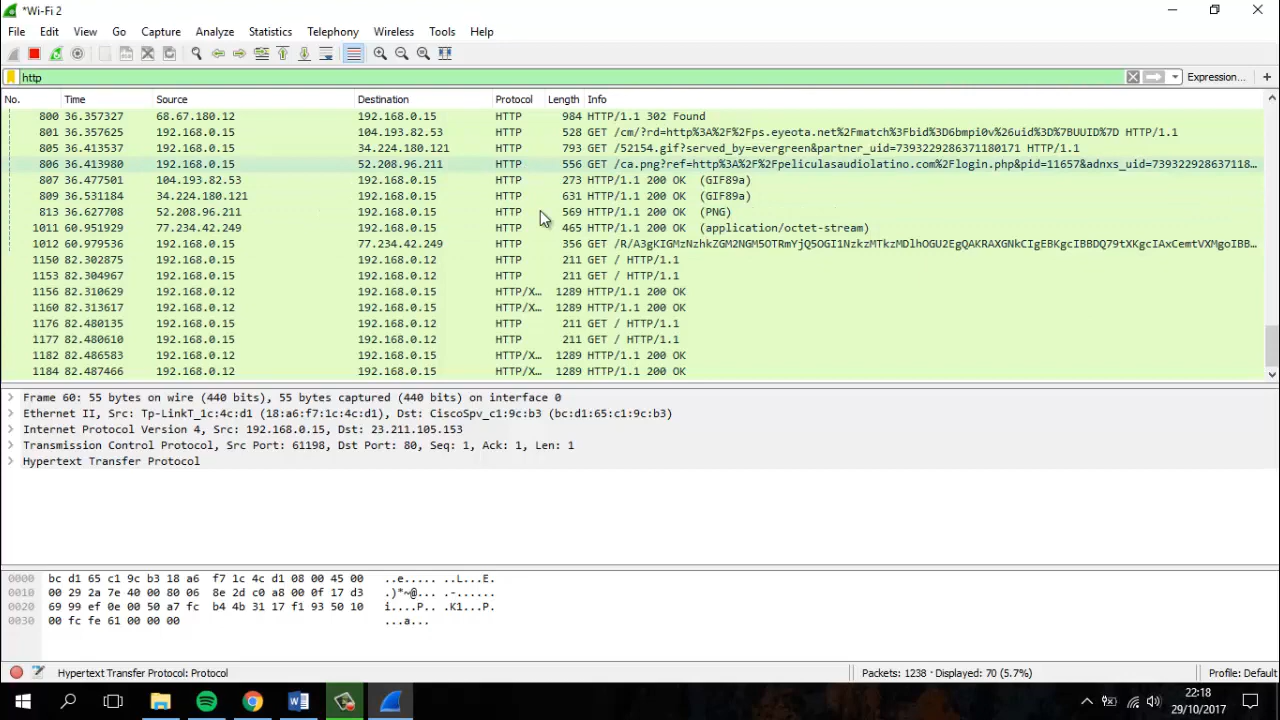 *Wi-Fi 2
File Edit View Go Capture Analyze Statistics Telephony Wireless Tools Help
http Expression... +
No. Time Source Destination Protocol Length Info
800 36.357327 68.67.180.12 192.168.0.15 HTTP 984 HTTP/1.1 302 Found
801 36.357625 192.168.0.15 104.193.82.53 HTTP 528 GET /cm/?rd=http%3A%2F%2Fps.eyeota.net%2Fmatch%3Fbid%3D6bmpi0v%26uid%3D%7BUUID%7D HTTP/1.1
805 36.413537 192.168.0.15 34.224.180.121 HTTP 793 GET /52154.gif?served_by=evergreen&partner_uid=7393229286371180171 HTTP/1.1
806 36.413980 192.168.0.15 52.208.96.211 HTTP 556 GET /ca.png?ref=http%3A%2F%2Fpeliculasaudiolatino.com%2Flogin.php&pid=11657&adnxs_uid=739322928637118...
807 36.477501 104.193.82.53 192.168.0.15 HTTP 273 HTTP/1.1 200 OK (GIF89a)
809 36.531184 34.224.180.121 192.168.0.15 HTTP 631 HTTP/1.1 200 OK (GIF89a)
813 36.627708 52.208.96.211 192.168.0.15 HTTP 569 HTTP/1.1 200 OK (PNG)
1011 60.951929 77.234.42.249 192.168.0.15 HTTP 465 HTTP/1.1 200 OK (application/octet-stream)
1012 60.979536 192.168.0.15 77.234.42.249 HTTP 356 GET /R/A3gKIGMzNzhkZGM2NGM5OTRmYjQ5OGI1NzkzMTkzMDlhOGU2EgQAKRAXGNkCIgEBKgcIBBDQ79tXKgcIAxCemtVXMgoIBB...
1150 82.302875 192.168.0.15 192.168.0.12 HTTP 211 GET / HTTP/1.1
1153 82.304967 192.168.0.15 192.168.0.12 HTTP 211 GET / HTTP/1.1
1156 82.310629 192.168.0.12 192.168.0.15 HTTP/X... 1289 HTTP/1.1 200 OK
1160 82.313617 192.168.0.12 192.168.0.15 HTTP/X... 1289 HTTP/1.1 200 OK
1176 82.480135 192.168.0.15 192.168.0.12 HTTP 211 GET / HTTP/1.1
1177 82.480610 192.168.0.15 192.168.0.12 HTTP 211 GET / HTTP/1.1
1182 82.486583 192.168.0.12 192.168.0.15 HTTP/X... 1289 HTTP/1.1 200 OK
1184 82.487466 192.168.0.12 192.168.0.15 HTTP/X... 1289 HTTP/1.1 200 OK
Frame 60: 55 bytes on wire (440 bits), 55 bytes captured (440 bits) on interface 0
Ethernet II, Src: Tp-LinkT_1c:4c:d1 (18:a6:f7:1c:4c:d1), Dst: CiscoSpv_c1:9c:b3 (bc:d1:65:c1:9c:b3)
Internet Protocol Version 4, Src: 192.168.0.15, Dst: 23.211.105.153
Transmission Control Protocol, Src Port: 61198, Dst Port: 80, Seq: 1, Ack: 1, Len: 1
Hypertext Transfer Protocol
0000 bc d1 65 c1 9c b3 18 a6 f7 1c 4c d1 08 00 45 00 ..e..... ..L...E.
0010 00 29 2a 7e 40 00 80 06 8e 2d c0 a8 00 0f 17 d3 .)*~@... .-......
0020 69 99 ef 0e 00 50 a7 fc b4 4b 31 17 f1 93 50 10 i....P.. .K1...P.
0030 00 fc fe 61 00 00 00 ...a...
Hypertext Transfer Protocol: Protocol Packets: 1238 · Displayed: 70 (5.7%) Profile: Default
22:18
29/10/2017